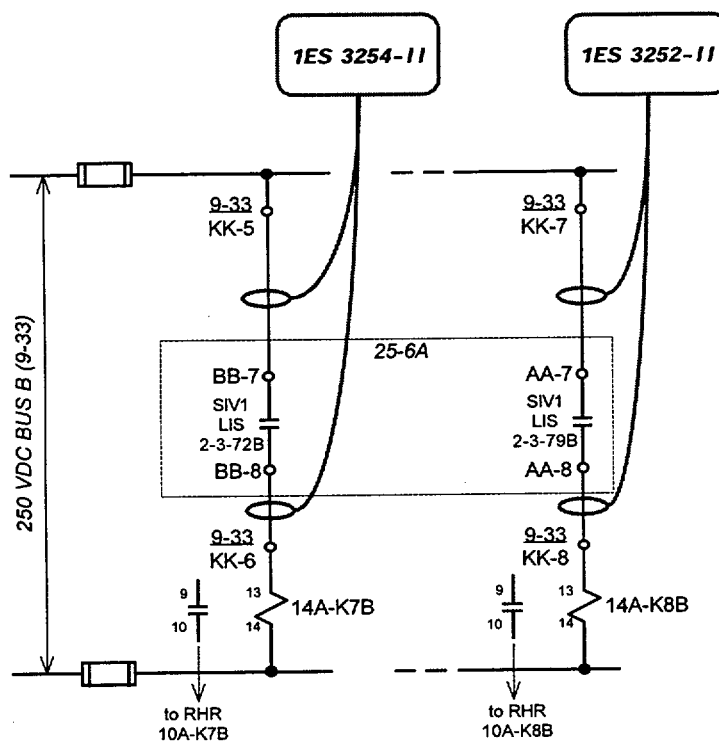 1ES 3254-II
1ES 3252-II
9-33
KK-5
9-33
KK-7
250 VDC BUS B (9-33)
25-6A
BB-7
SIV1
LIS
2-3-72B
BB-8
AA-7
SIV1
LIS
2-3-79B
AA-8
9-33
KK-6
9-33
KK-8
9
10
13
14
14A-K7B
9
10
13
14
14A-K8B
to RHR
10A-K7B
to RHR
10A-K8B